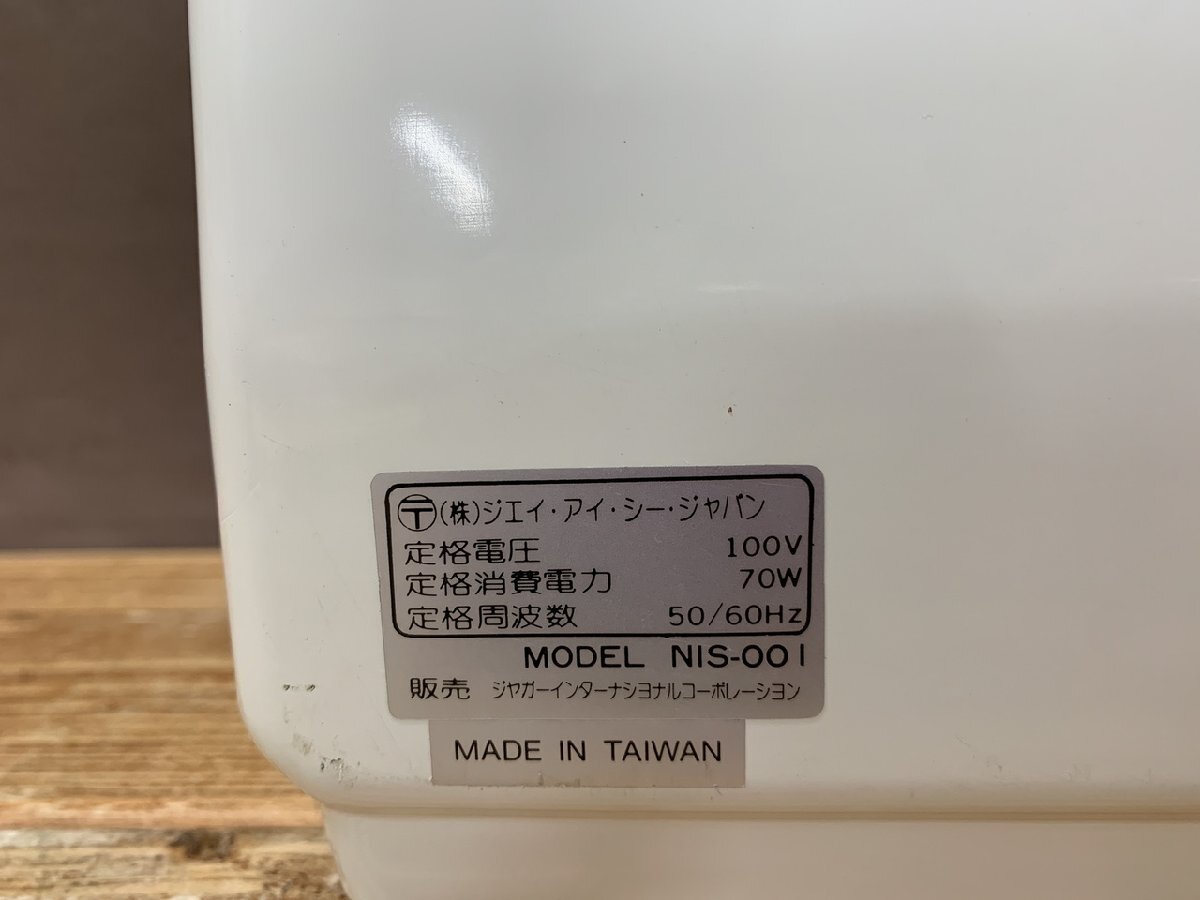 〒(株)ジエイ・アイ・シー・ジャパン
定格電圧 100V
定格消費電力 70W
定格周波数 50/60Hz
MODEL NIS-001
販売 ジャガーインターナショナルコーポレーション
MADE IN TAIWAN